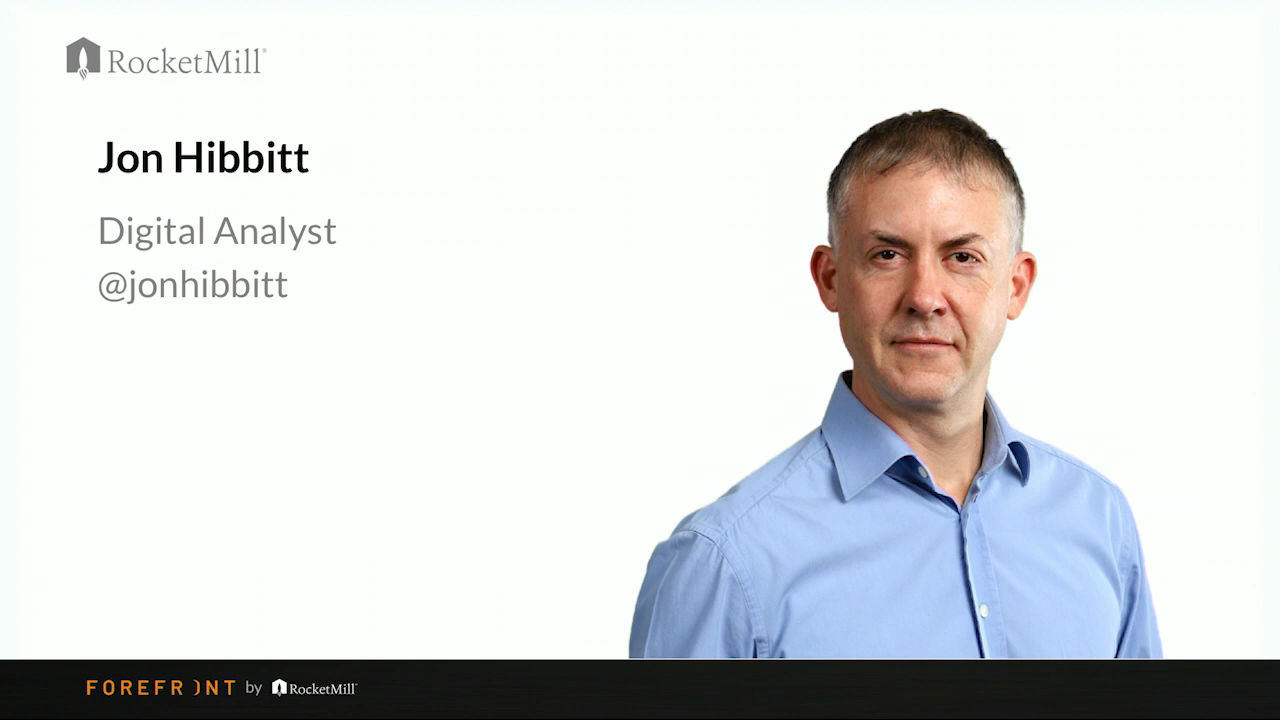 RocketMill®
Jon Hibbitt
Digital Analyst
@jonhibbitt
FOREFRONT by RocketMill